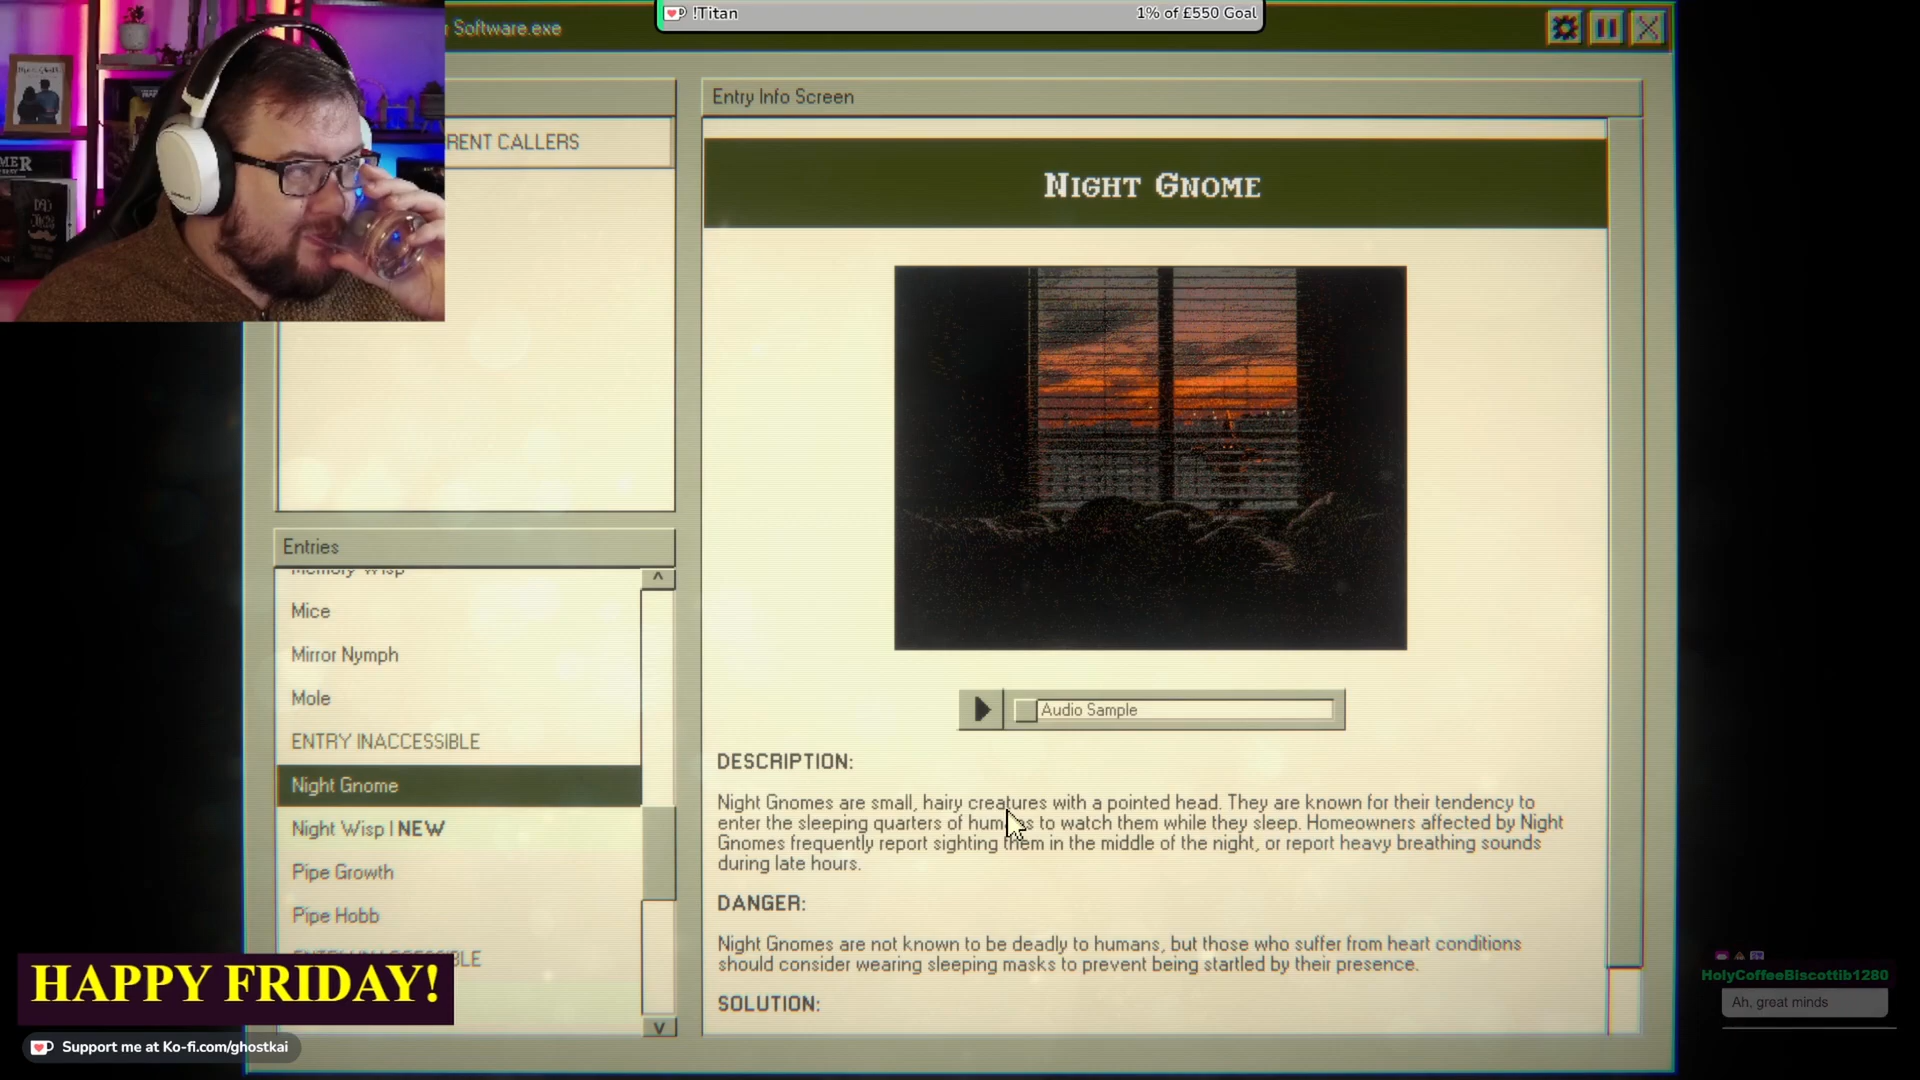 Software.exe
!Titan
1% of £550 Goal
RENT CALLERS
Entry Info Screen
NIGHT GNOME
Audio Sample
DESCRIPTION:
Night Gnomes are small, hairy creatures with a pointed head. They are known for their tendency to
enter the sleeping quarters of humans to watch them while they sleep. Homeowners affected by Night
Gnomes frequently report sighting them in the middle of the night, or report heavy breathing sounds
during late hours.
DANGER:
Night Gnomes are not known to be deadly to humans, but those who suffer from heart conditions
should consider wearing sleeping masks to prevent being startled by their presence.
SOLUTION:
Entries
Memory Wisp
Mice
Mirror Nymph
Mole
ENTRY INACCESSIBLE
Night Gnome
Night Wisp | NEW
Pipe Growth
Pipe Hobb
ENTRY INACCESSIBLE
HAPPY FRIDAY!
Support me at Ko-fi.com/ghostkai
HolyCoffeeBiscottib1280
Ah, great minds